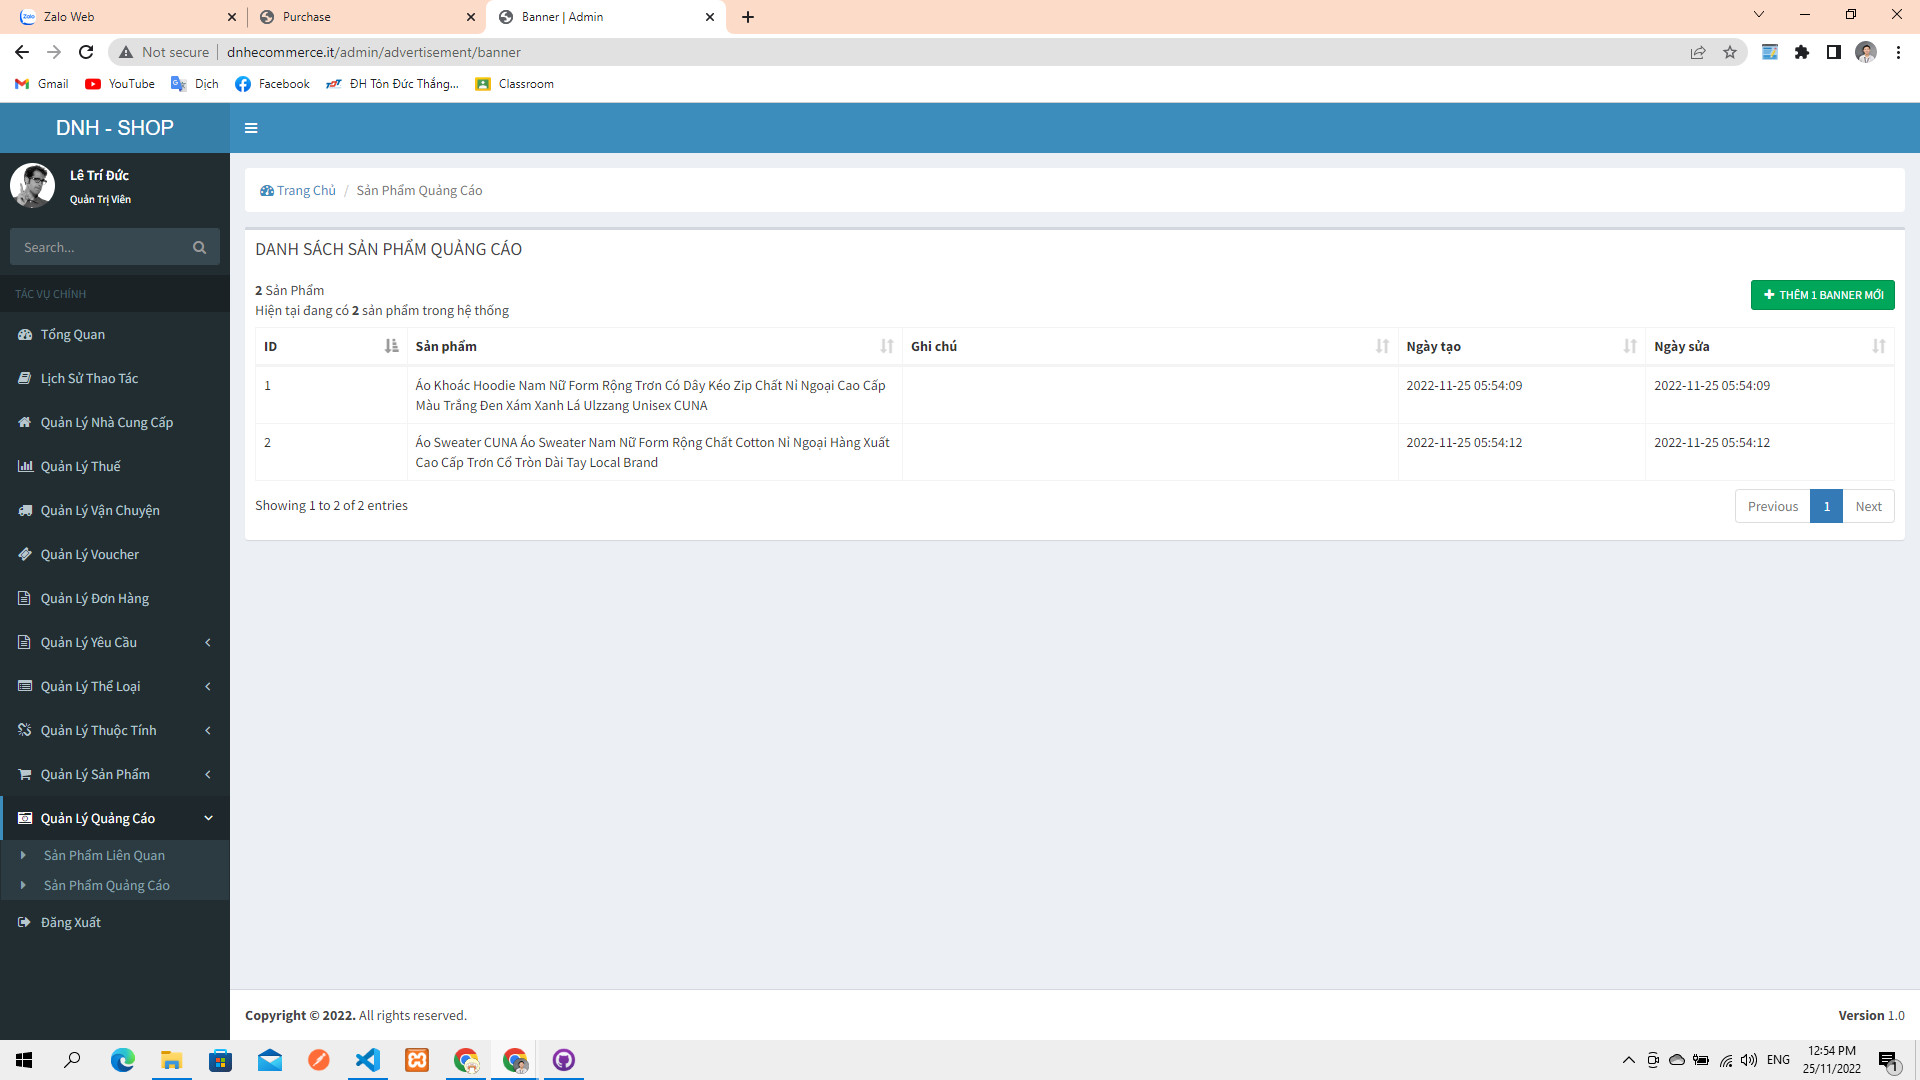 Zalo Web
Purchase
Banner | Admin
Not secure
dnhecommerce.it/admin/advertisement/banner
Gmail
YouTube
Dịch
Facebook
ĐH Tôn Đức Thắng...
Classroom
DNH - SHOP
Lê Trí Đức
Quản Trị Viên
Search...
TÁC VỤ CHÍNH
Tổng Quan
Lịch Sử Thao Tác
Quản Lý Nhà Cung Cấp
Quản Lý Thuế
Quản Lý Vận Chuyện
Quản Lý Voucher
Quản Lý Đơn Hàng
Quản Lý Yêu Cầu
Quản Lý Thể Loại
Quản Lý Thuộc Tính
Quản Lý Sản Phẩm
Quản Lý Quảng Cáo
Sản Phẩm Liên Quan
Sản Phẩm Quảng Cáo
Đăng Xuất
Trang Chủ / Sản Phẩm Quảng Cáo
DANH SÁCH SẢN PHẨM QUẢNG CÁO
2 Sản Phẩm
Hiện tại đang có 2 sản phẩm trong hệ thống
THÊM 1 BANNER MỚI
ID Sản phẩm Ghi chú Ngày tạo Ngày sửa
1 Áo Khoác Hoodie Nam Nữ Form Rộng Trơn Có Dây Kéo Zip Chất Nỉ Ngoại Cao Cấp 2022-11-25 05:54:09 2022-11-25 05:54:09
Màu Trắng Đen Xám Xanh Lá Ulzzang Unisex CUNA
2 Áo Sweater CUNA Áo Sweater Nam Nữ Form Rộng Chất Cotton Nỉ Ngoại Hàng Xuất 2022-11-25 05:54:12 2022-11-25 05:54:12
Cao Cấp Trơn Cổ Tròn Dài Tay Local Brand
Showing 1 to 2 of 2 entries
Previous 1 Next
Copyright © 2022. All rights reserved.
Version 1.0
ENG
12:54 PM
25/11/2022
1